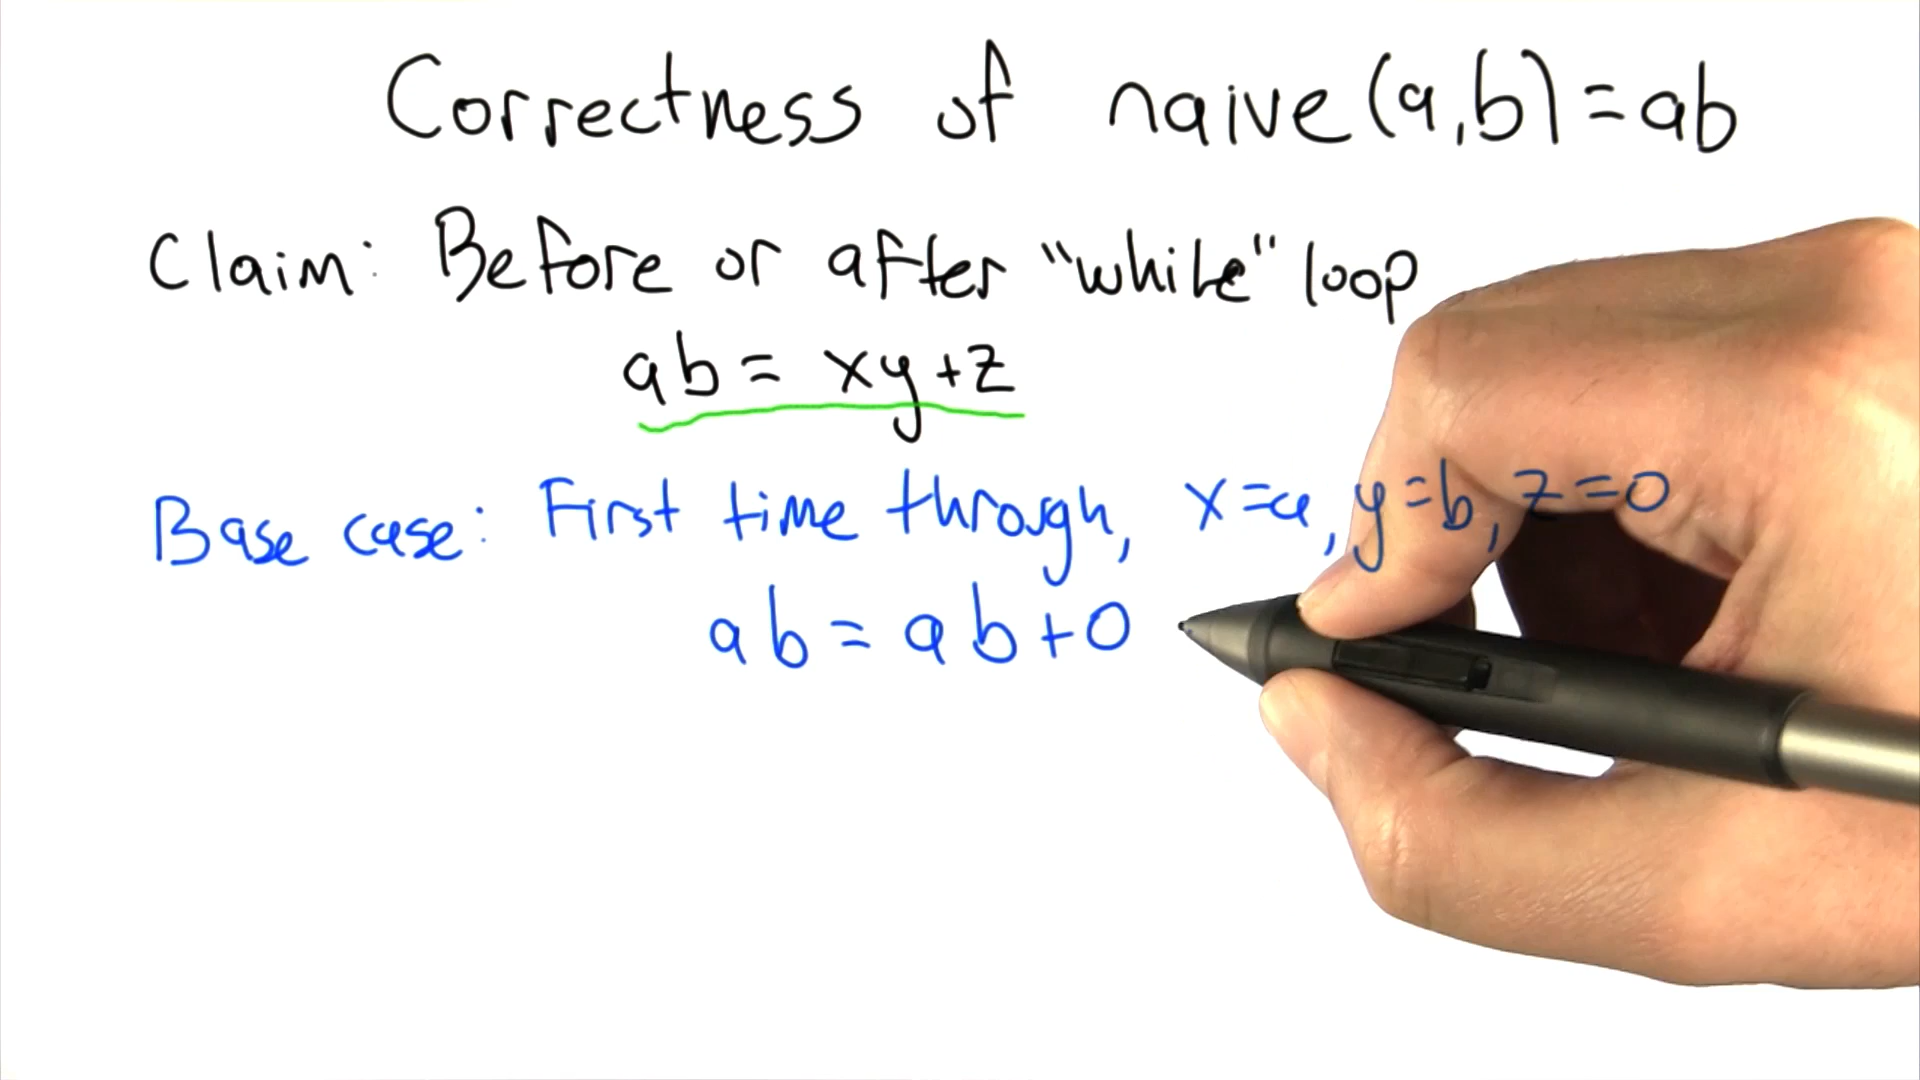 Correctness of naive(a,b)=ab
Claim: Before or after "while" loop
ab = xy+z
Base case: First time through, x=a, y=b, z=0
ab = ab+0